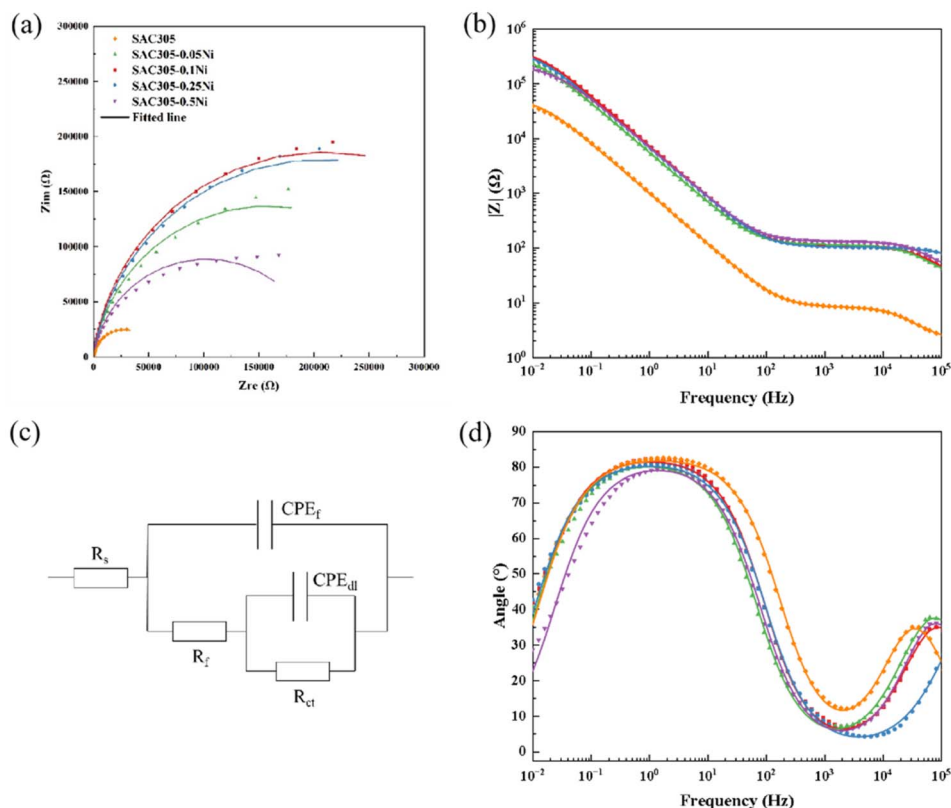 (a)
300000
250000
200000
150000
100000
50000
0
Zim (Ω)
SAC305
SAC305-0.05Ni
SAC305-0.1Ni
SAC305-0.25Ni
SAC305-0.5Ni
Fitted line
0 50000 100000 150000 200000 250000 300000
Zre (Ω)
(b)
10⁶
10⁵
10⁴
10³
10²
10¹
10⁰
|Z| (Ω)
10⁻² 10⁻¹ 10⁰ 10¹ 10² 10³ 10⁴ 10⁵
Frequency (Hz)
(c)
CPEf
Rs
CPEdl
Rf
Rct
(d)
90
80
70
60
50
40
30
20
10
0
Angle (°)
10⁻² 10⁻¹ 10⁰ 10¹ 10² 10³ 10⁴ 10⁵
Frequency (Hz)